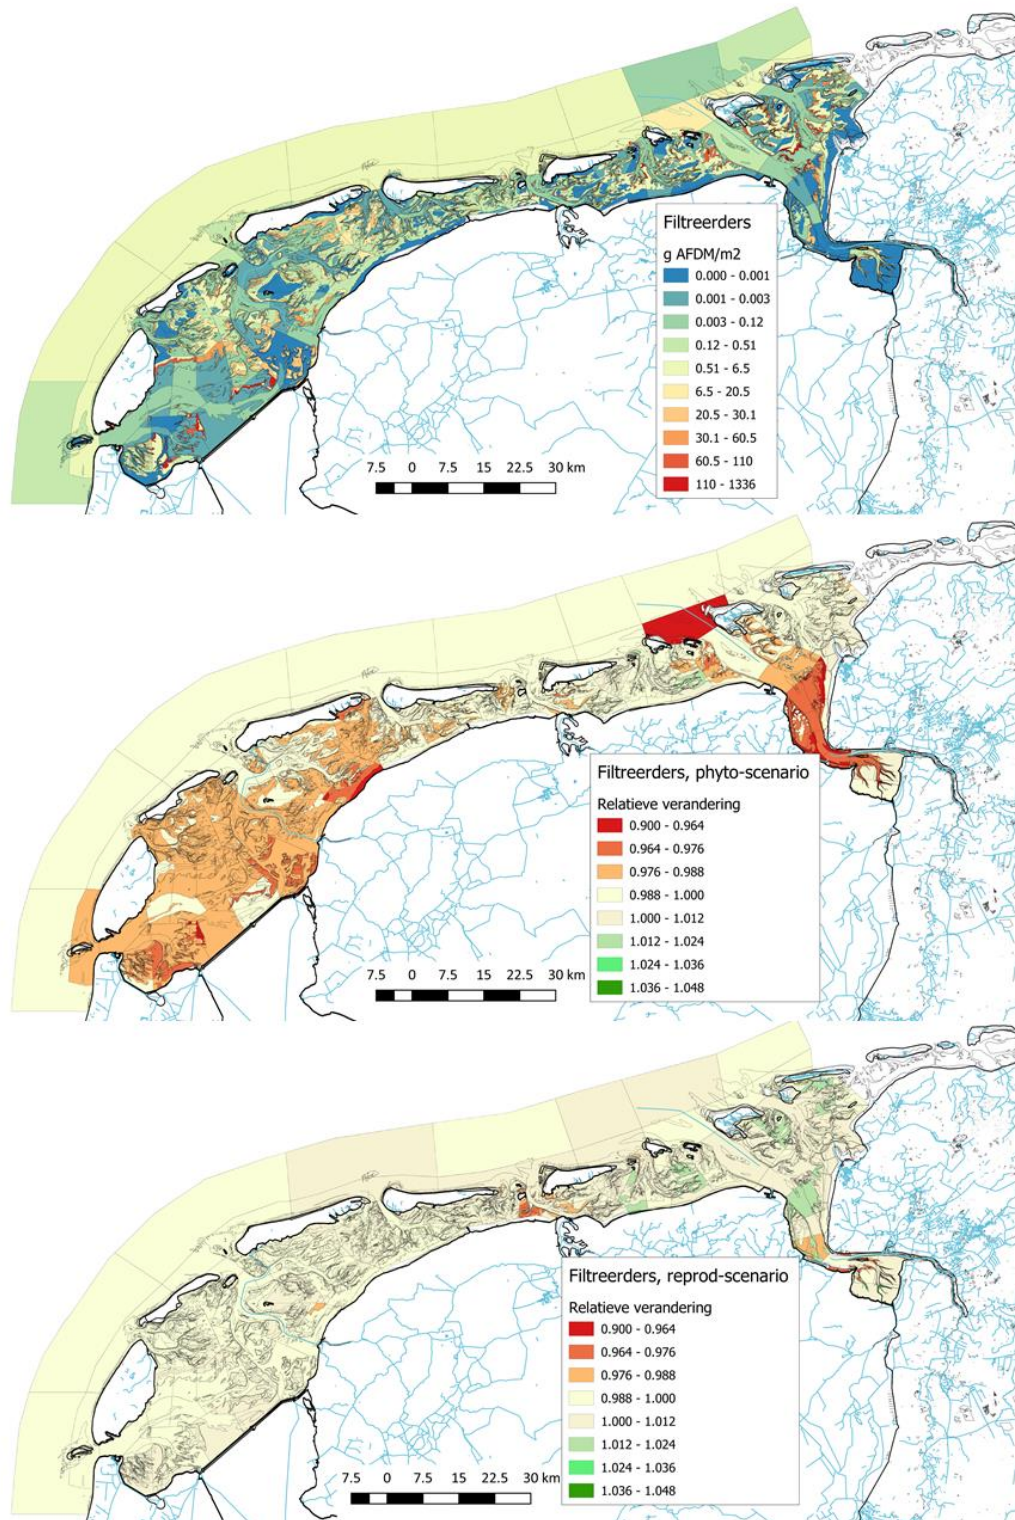 Filtreerders
g AFDM/m2
0.000 - 0.001
0.001 - 0.003
0.003 - 0.12
0.12 - 0.51
0.51 - 6.5
6.5 - 20.5
20.5 - 30.1
30.1 - 60.5
60.5 - 110
110 - 1336
7.5 0 7.5 15 22.5 30 km
Filtreerders, phyto-scenario
Relatieve verandering
0.900 - 0.964
0.964 - 0.976
0.976 - 0.988
0.988 - 1.000
1.000 - 1.012
1.012 - 1.024
1.024 - 1.036
1.036 - 1.048
7.5 0 7.5 15 22.5 30 km
Filtreerders, reprod-scenario
Relatieve verandering
0.900 - 0.964
0.964 - 0.976
0.976 - 0.988
0.988 - 1.000
1.000 - 1.012
1.012 - 1.024
1.024 - 1.036
1.036 - 1.048
7.5 0 7.5 15 22.5 30 km